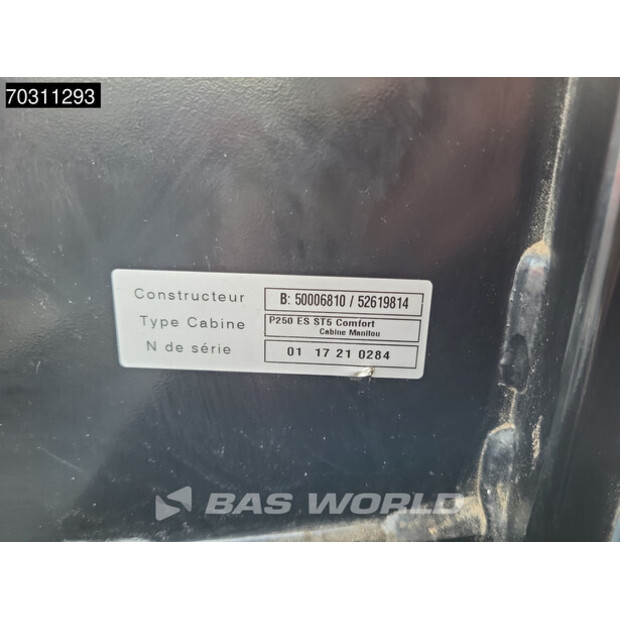 70311293
Constructeur B: 50006810 / 52619814
Type Cabine P250 ES ST5 Comfort
Cabine Manitou
N de série 01 17 21 0284
BAS WORLD